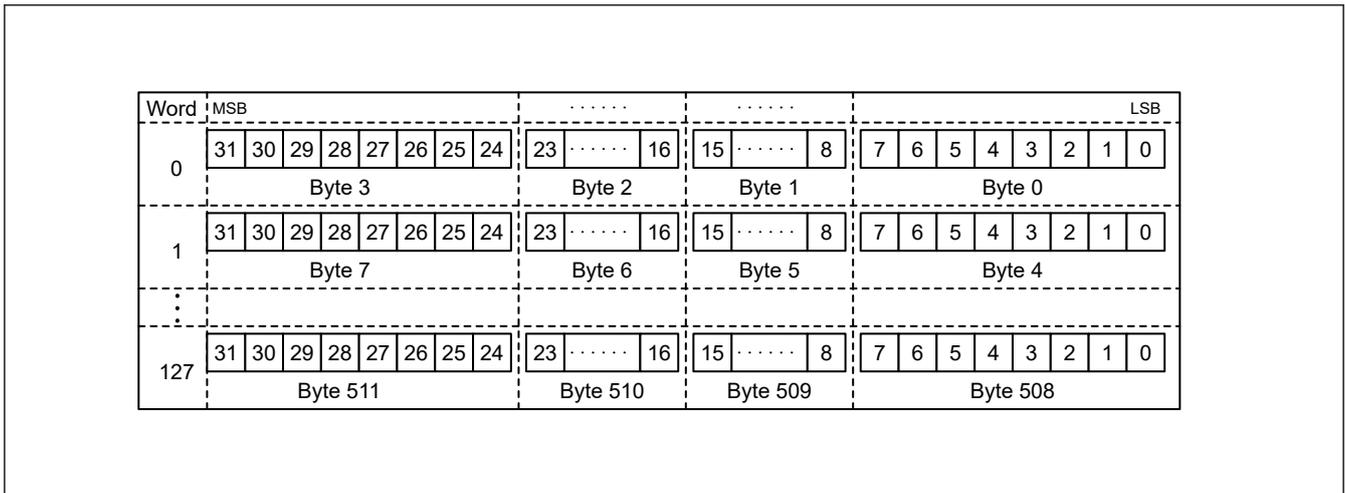 Word MSB ······ ······ LSB
0 31 30 29 28 27 26 25 24 23 ······ 16 15 ······ 8 7 6 5 4 3 2 1 0
Byte 3 Byte 2 Byte 1 Byte 0
1 31 30 29 28 27 26 25 24 23 ······ 16 15 ······ 8 7 6 5 4 3 2 1 0
Byte 7 Byte 6 Byte 5 Byte 4
⋮
127 31 30 29 28 27 26 25 24 23 ······ 16 15 ······ 8 7 6 5 4 3 2 1 0
Byte 511 Byte 510 Byte 509 Byte 508